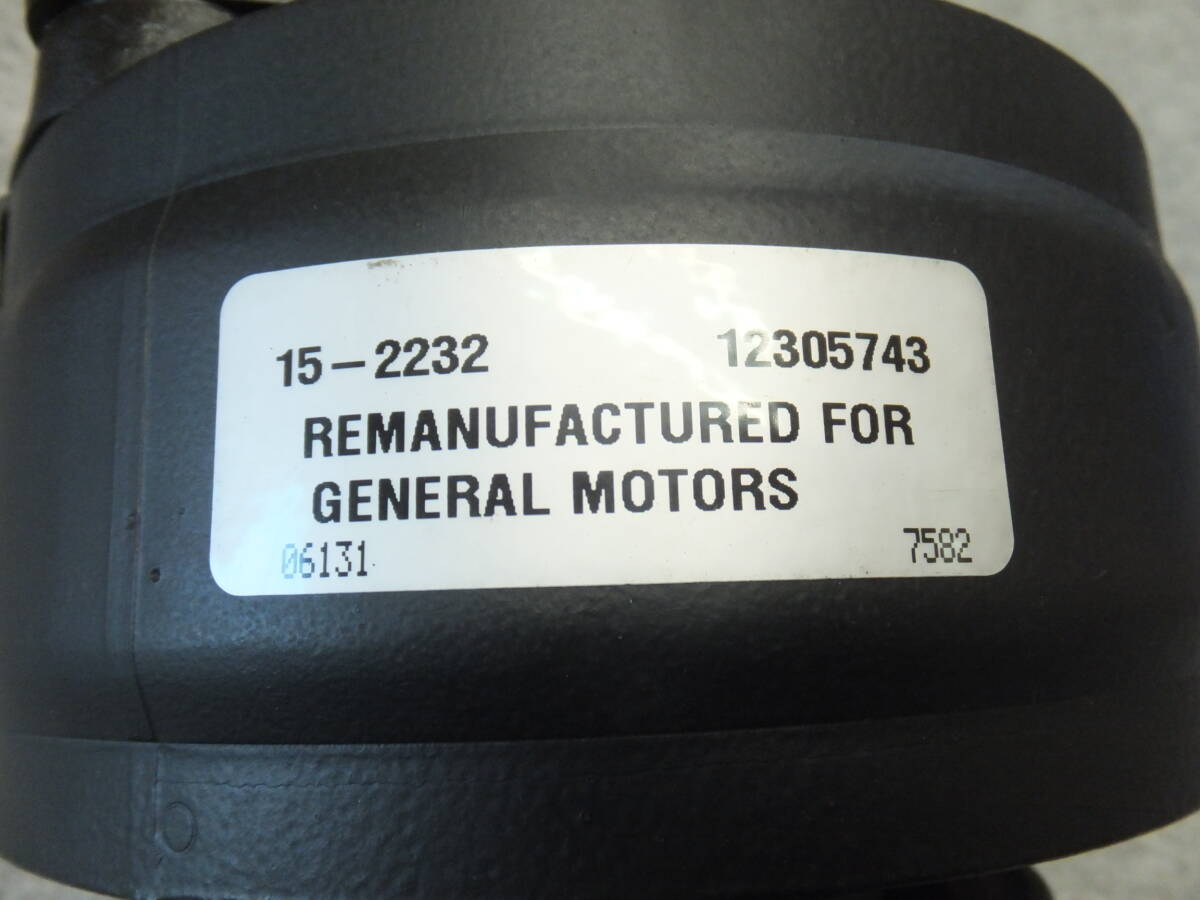 15-2232 12305743
REMANUFACTURED FOR
GENERAL MOTORS
06131 7582